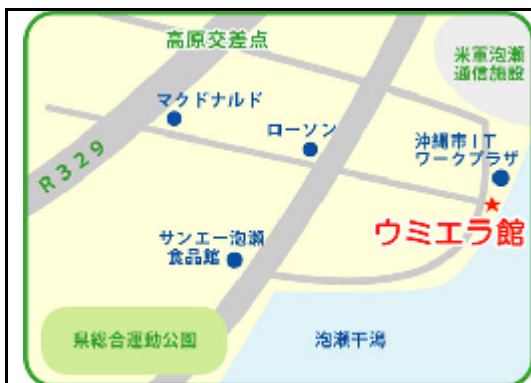 高原交差点
米軍泡瀬
通信施設
マクドナルド
ローソン
沖縄市IT
ワークプラザ
R329
ウミエラ館
サンエー泡瀬
食品館
県総合運動公園
泡瀬干潟